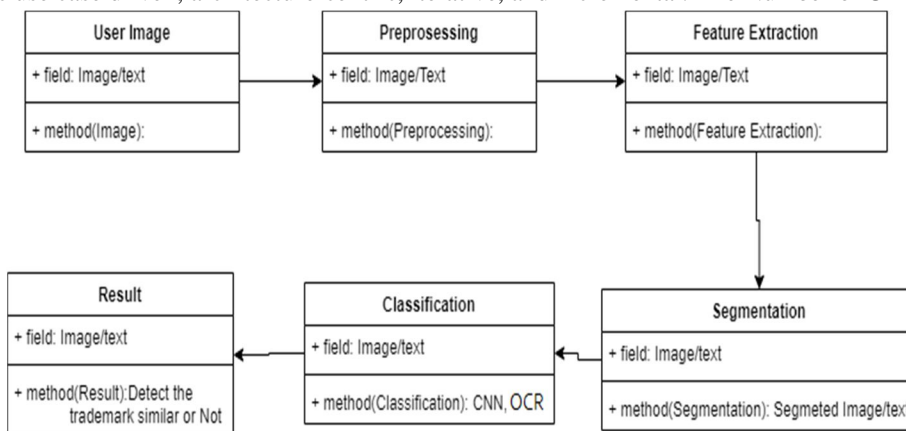 User Image
+ field: Image/text
+ method(Image):
Preprosessing
+ field: Image/Text
+ method(Preprocessing):
Feature Extraction
+ field: Image/Text
+ method(Feature Extraction):
Result
+ field: Image/text
+ method(Result):Detect the
trademark similar or Not
Classification
+ field: Image/text
+ method(Classification): CNN, OCR
Segmentation
+ field: Image/text
+ method(Segmentation): Segmeted Image/text